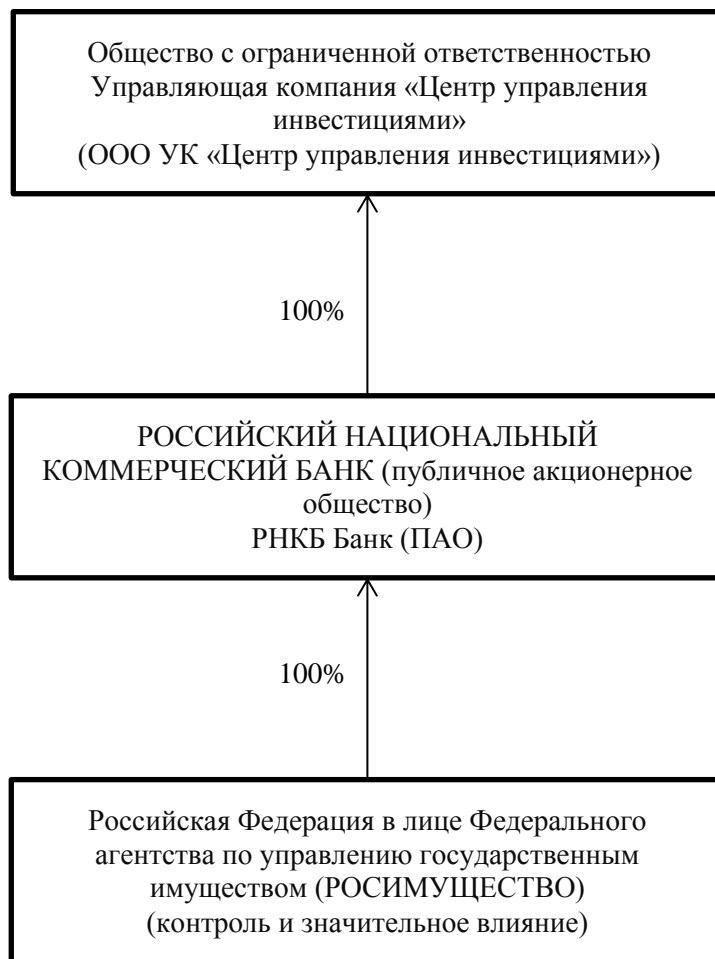 Общество с ограниченной ответственностью
Управляющая компания «Центр управления
инвестициями»
(ООО УК «Центр управления инвестициями»)
100%
РОССИЙСКИЙ НАЦИОНАЛЬНЫЙ
КОММЕРЧЕСКИЙ БАНК (публичное акционерное
общество)
РНКБ Банк (ПАО)
100%
Российская Федерация в лице Федерального
агентства по управлению государственным
имуществом (РОСИМУЩЕСТВО)
(контроль и значительное влияние)